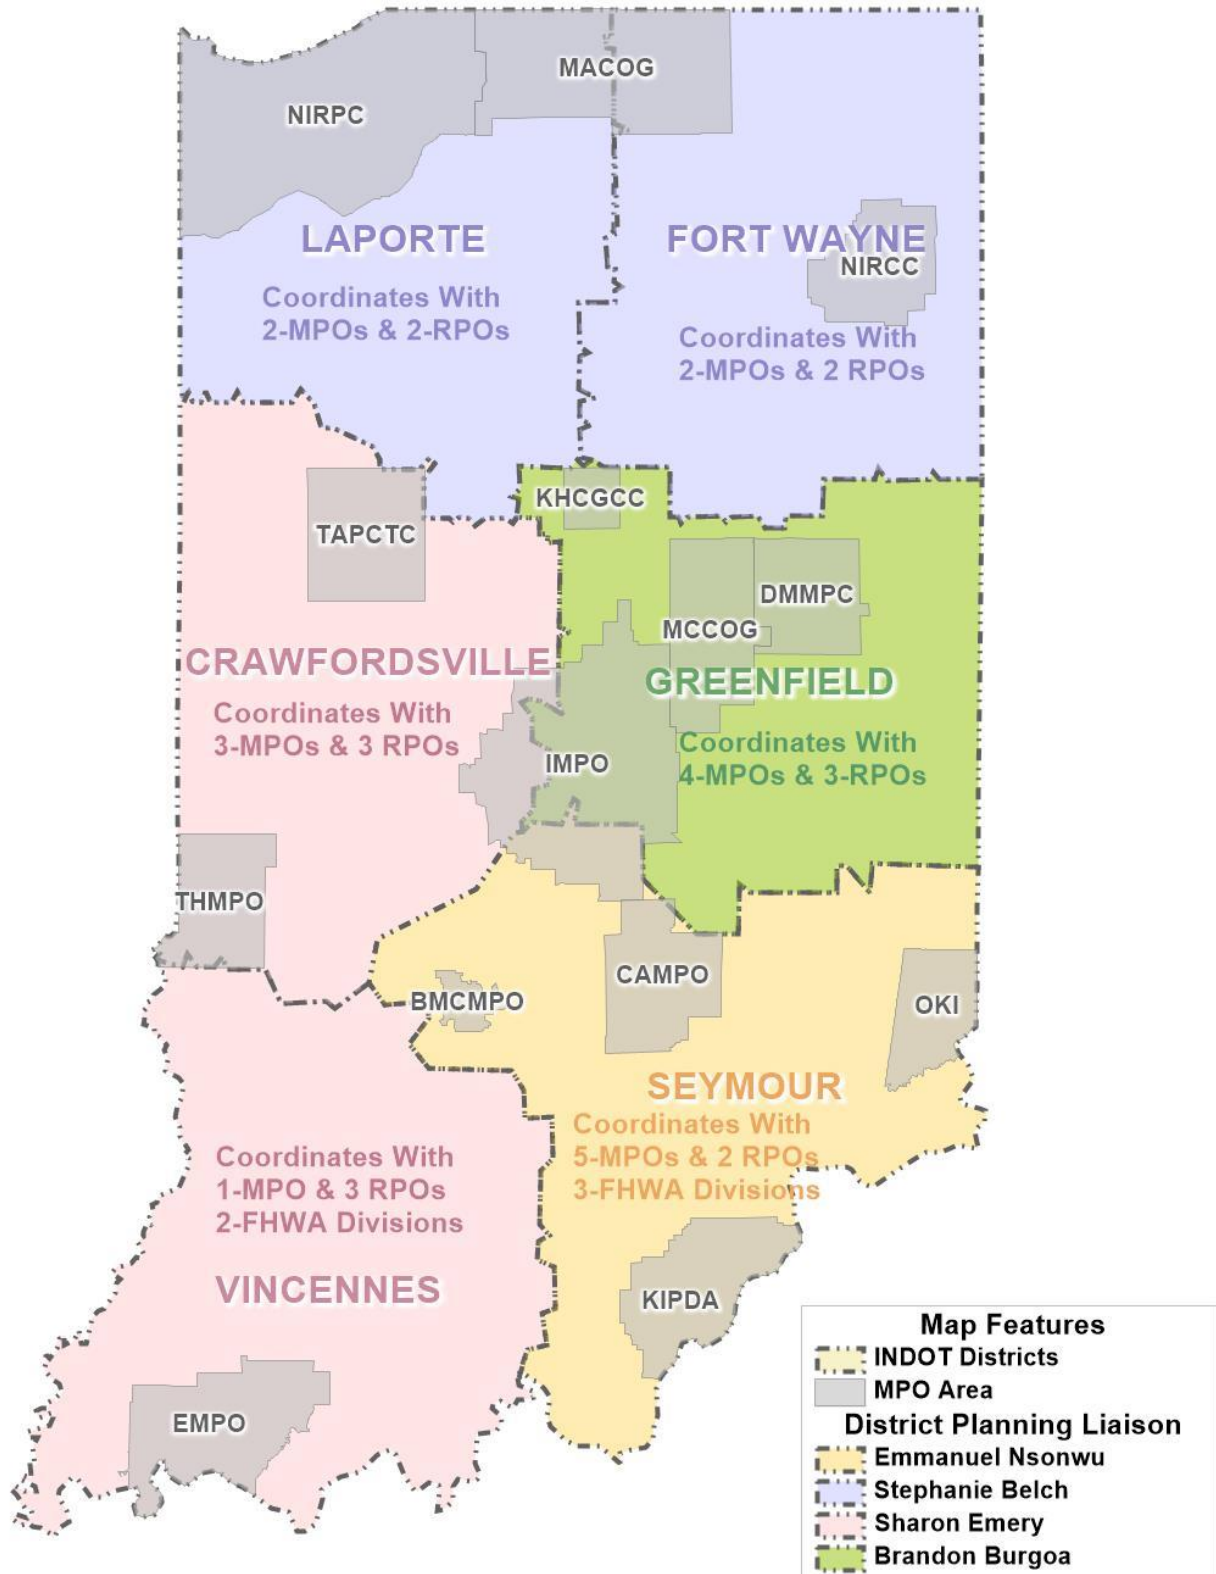 MACOG
NIRPC
LAPORTE
Coordinates With
2-MPOs & 2-RPOs
FORT WAYNE
NIRCC
Coordinates With
2-MPOs & 2 RPOs
KHCGCC
TAPCTC
DMMPC
MCCOG
CRAWFORDSVILLE
Coordinates With
3-MPOs & 3 RPOs
GREENFIELD
Coordinates With
4-MPOs & 3-RPOs
IMPO
THMPO
CAMPO
BMCMPO
OKI
SEYMOUR
Coordinates With
5-MPOs & 2 RPOs
3-FHWA Divisions
Coordinates With
1-MPO & 3 RPOs
2-FHWA Divisions
VINCENNES
KIPDA
EMPO
Map Features
INDOT Districts
MPO Area
District Planning Liaison
Emmanuel Nsonwu
Stephanie Belch
Sharon Emery
Brandon Burgoa